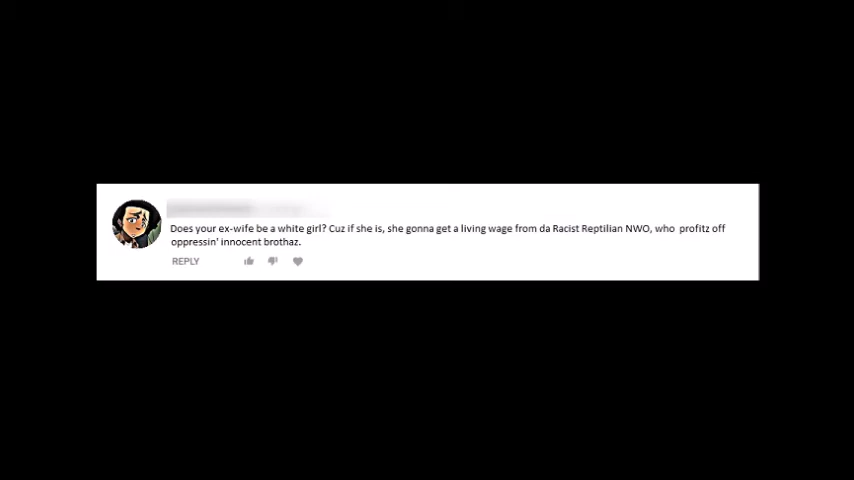 Does your ex-wife be a white girl? Cuz if she is, she gonna get a living wage from da Racist Reptilian NWO, who profitz off
oppressin' innocent brothaz.
REPLY